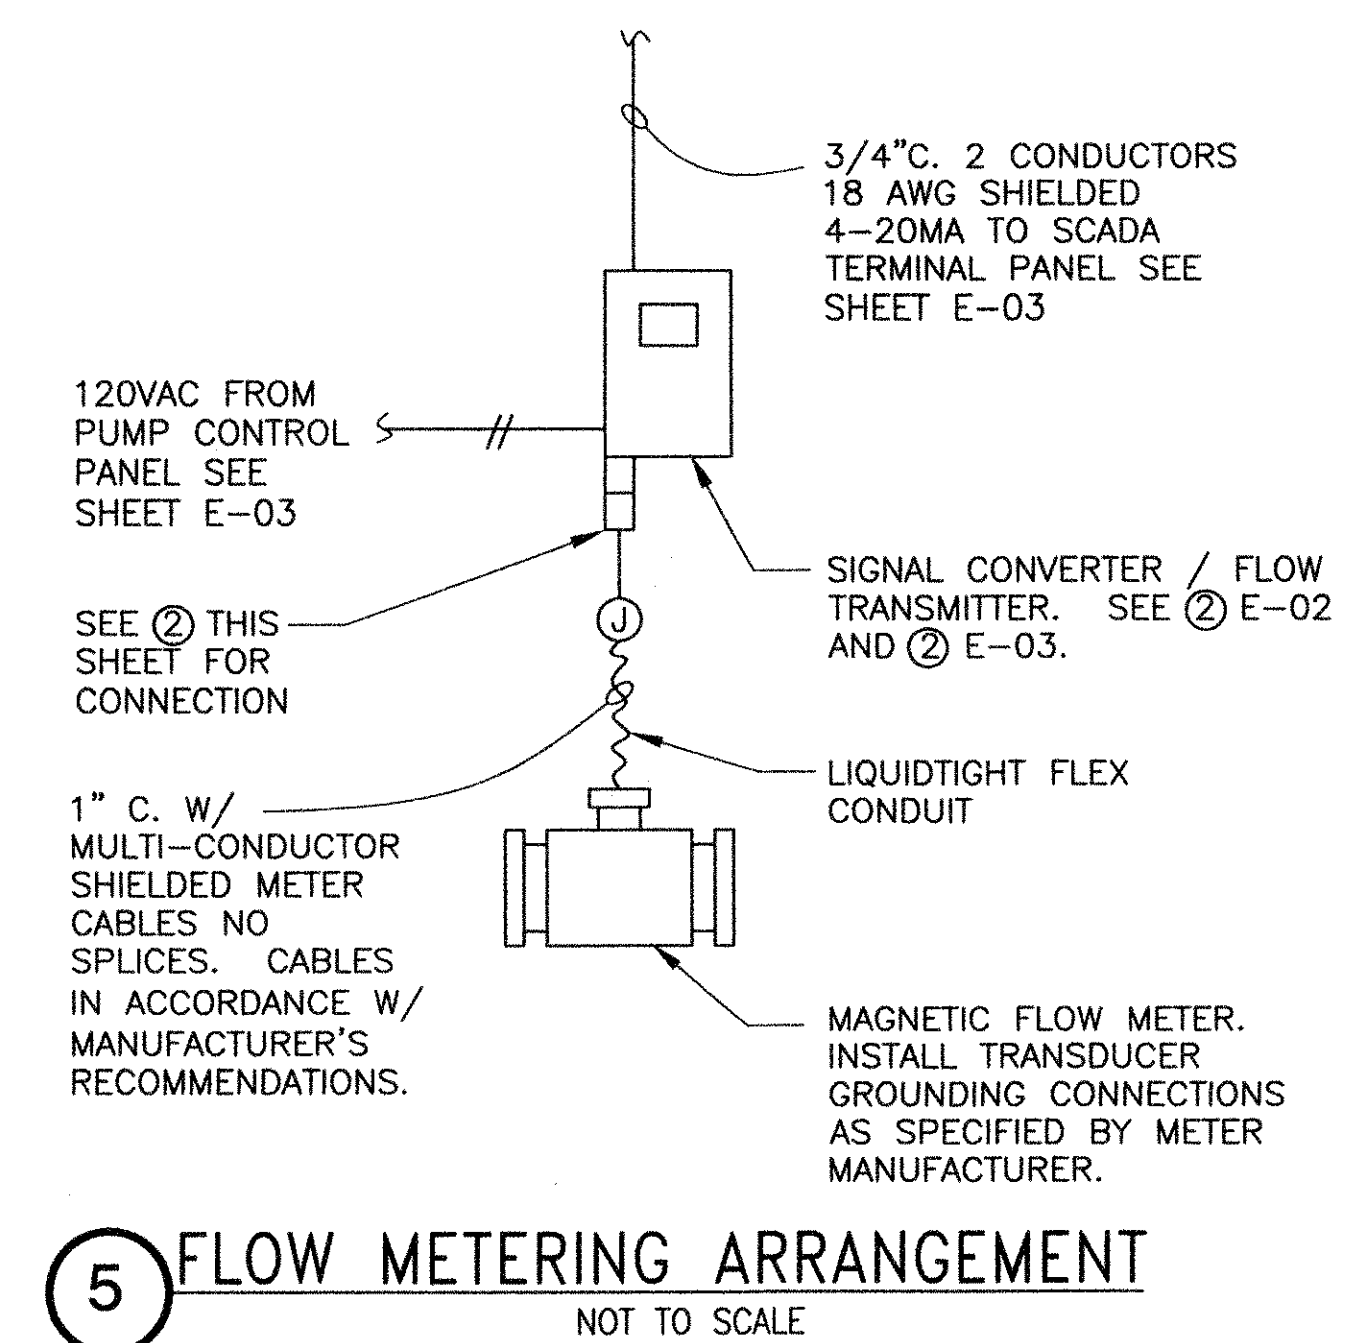 3/4"C. 2 CONDUCTORS
18 AWG SHIELDED
4-20MA TO SCADA
TERMINAL PANEL SEE
SHEET E-03
120VAC FROM
PUMP CONTROL
PANEL SEE
SHEET E-03
SIGNAL CONVERTER / FLOW
TRANSMITTER. SEE ② E-02
AND ② E-03.
SEE ② THIS
SHEET FOR
CONNECTION
J
LIQUIDTIGHT FLEX
CONDUIT
1" C. W/
MULTI-CONDUCTOR
SHIELDED METER
CABLES NO
SPLICES. CABLES
IN ACCORDANCE W/
MANUFACTURER'S
RECOMMENDATIONS.
MAGNETIC FLOW METER.
INSTALL TRANSDUCER
GROUNDING CONNECTIONS
AS SPECIFIED BY METER
MANUFACTURER.
5 FLOW METERING ARRANGEMENT
NOT TO SCALE